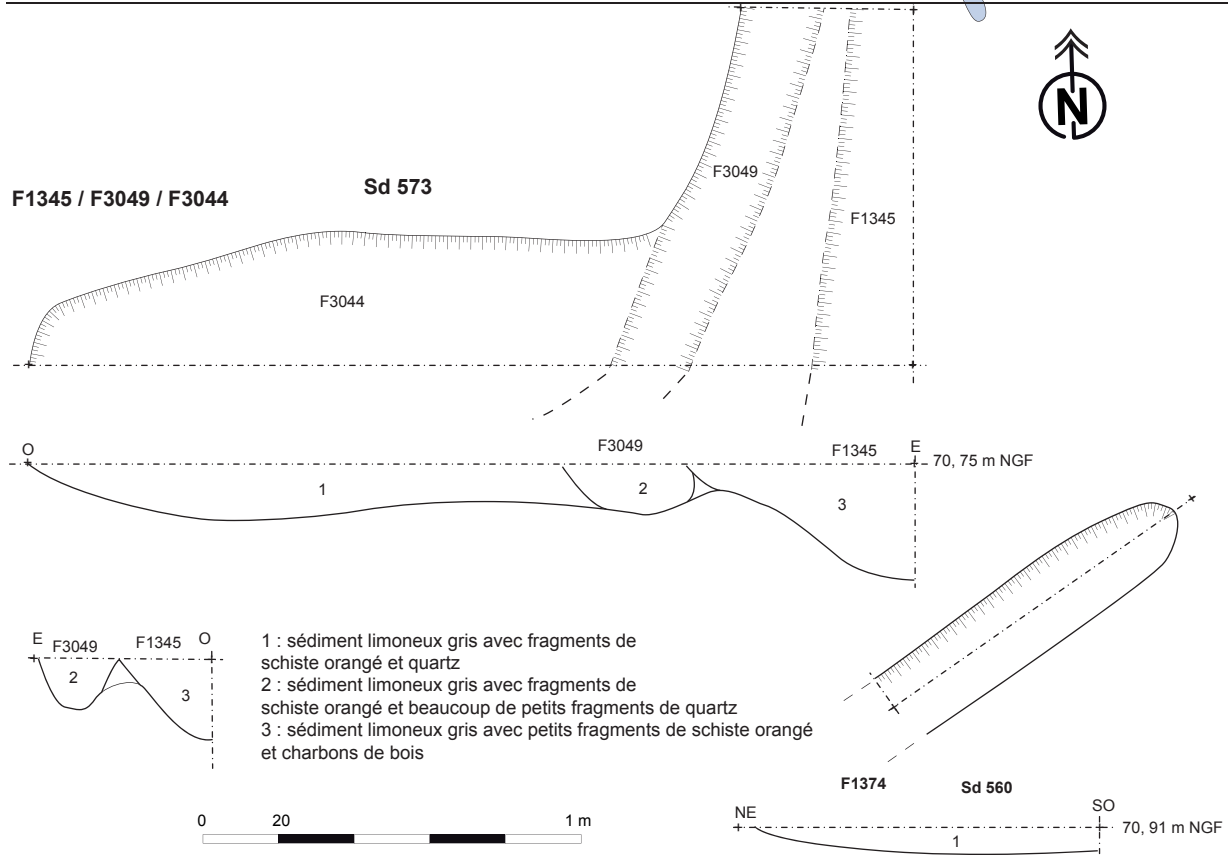 N
F1345 / F3049 / F3044
Sd 573
F3049
F1345
F3044
O
F3049
F1345
E
70, 75 m NGF
1
2
3
E
F3049
F1345
O
2
3
1 : sédiment limoneux gris avec fragments de
schiste orangé et quartz
2 : sédiment limoneux gris avec fragments de
schiste orangé et beaucoup de petits fragments de quartz
3 : sédiment limoneux gris avec petits fragments de schiste orangé
et charbons de bois
0
20
1 m
F1374
Sd 560
NE
SO
70, 91 m NGF
1